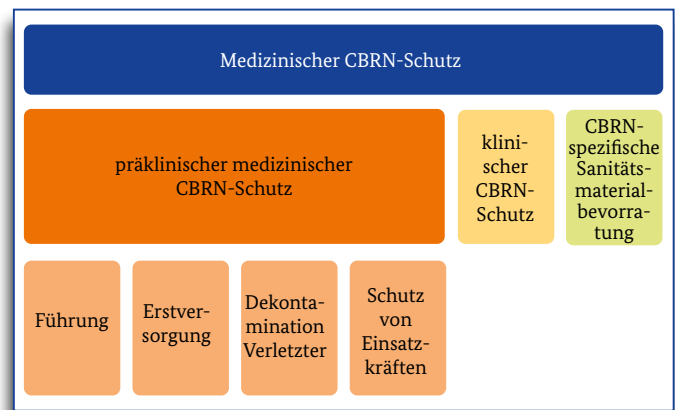 Medizinischer CBRN-Schutz
präklinischer medizinischer
CBRN-Schutz
klini-
scher
CBRN-
Schutz
CBRN-
spezifische
Sanitäts-
material-
bevorra-
tung
Führung
Erstver-
sorgung
Dekonta-
mination
Verletzter
Schutz
von
Einsatz-
kräften